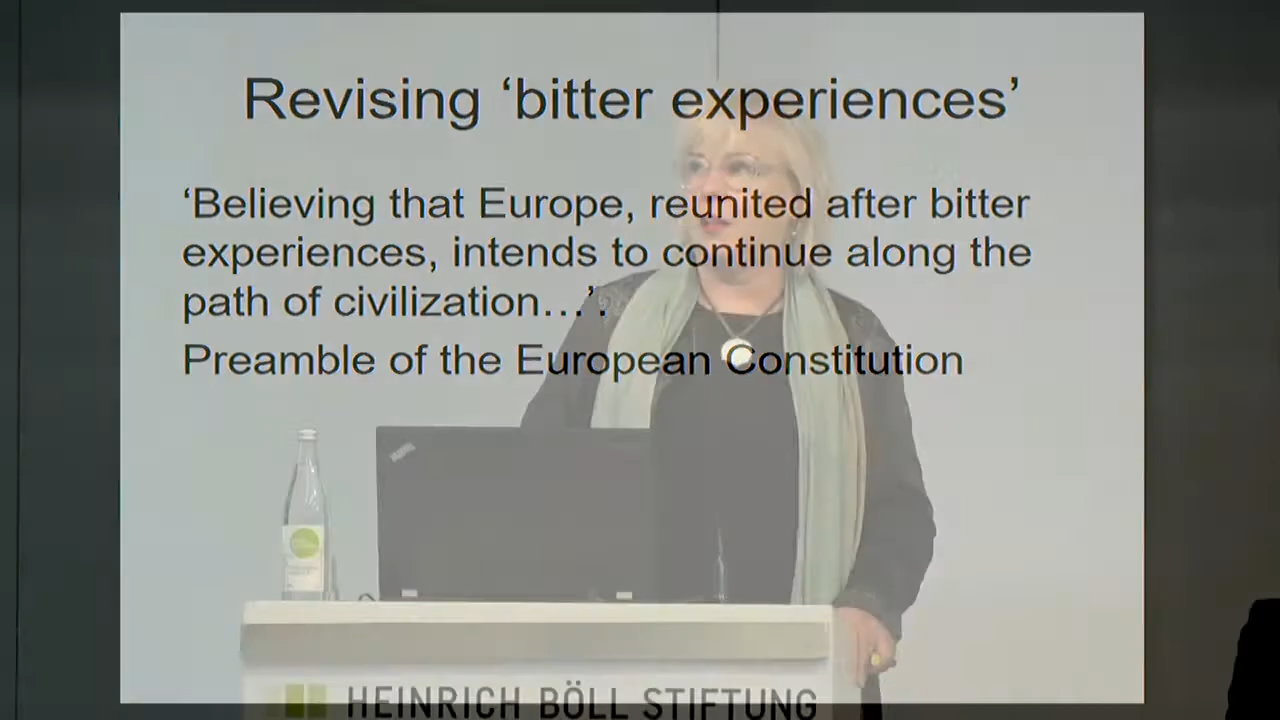 Revising ‘bitter experiences’
‘Believing that Europe, reunited after bitter
experiences, intends to continue along the
path of civilization…’.
Preamble of the European Constitution
HEINRICH BÖLL STIFTUNG